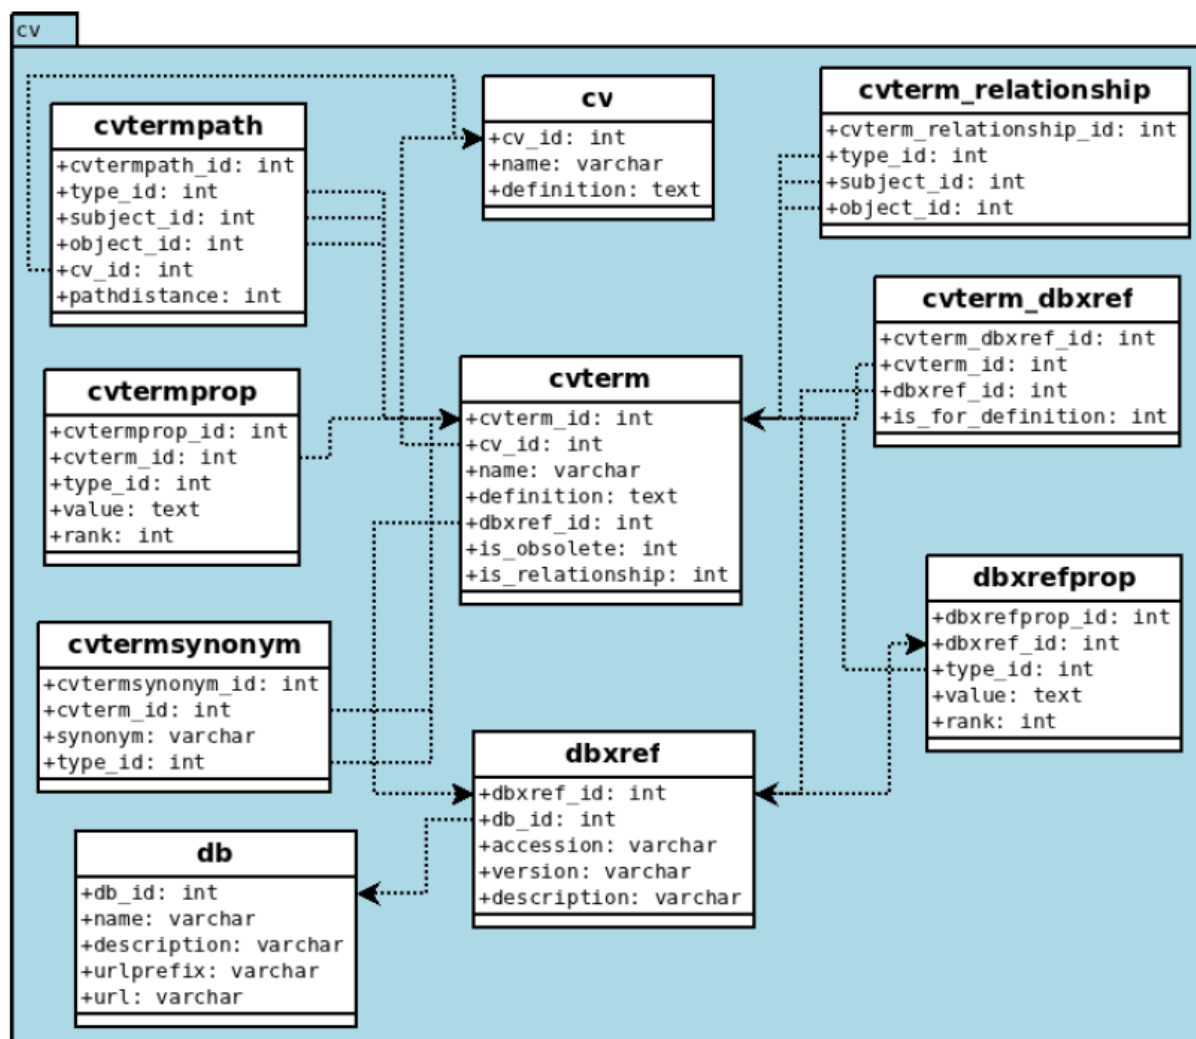 cv
cvtermpath
+cvtermpath_id: int
+type_id: int
+subject_id: int
+object_id: int
+cv_id: int
+pathdistance: int
cv
+cv_id: int
+name: varchar
+definition: text
cvterm_relationship
+cvterm_relationship_id: int
+type_id: int
+subject_id: int
+object_id: int
cvterm_dbxref
+cvterm_dbxref_id: int
+cvterm_id: int
+dbxref_id: int
+is_for_definition: int
cvtermprop
+cvtermprop_id: int
+cvterm_id: int
+type_id: int
+value: text
+rank: int
cvterm
+cvterm_id: int
+cv_id: int
+name: varchar
+definition: text
+dbxref_id: int
+is_obsolete: int
+is_relationship: int
dbxrefprop
+dbxrefprop_id: int
+dbxref_id: int
+type_id: int
+value: text
+rank: int
cvtermsynonym
+cvtermsynonym_id: int
+cvterm_id: int
+synonym: varchar
+type_id: int
dbxref
+dbxref_id: int
+db_id: int
+accession: varchar
+version: varchar
+description: varchar
db
+db_id: int
+name: varchar
+description: varchar
+urlprefix: varchar
+url: varchar